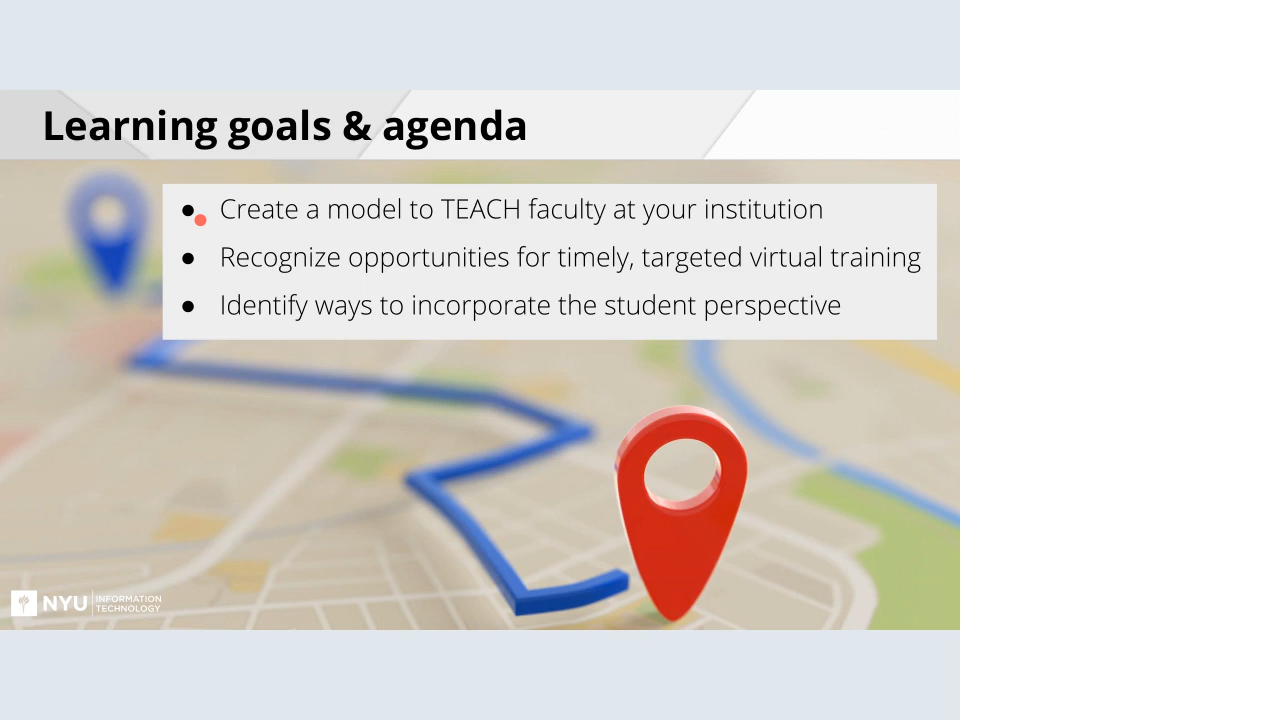 Learning goals & agenda
● Create a model to TEACH faculty at your institution
● Recognize opportunities for timely, targeted virtual training
● Identify ways to incorporate the student perspective
NYU INFORMATION
TECHNOLOGY